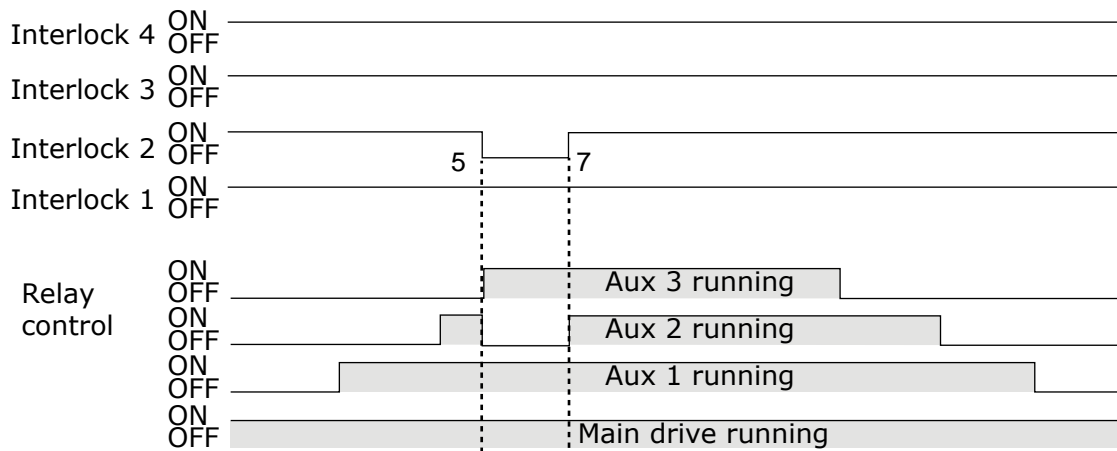 Interlock 4 ON
OFF
Interlock 3 ON
OFF
Interlock 2 ON
OFF
5 7
Interlock 1 ON
OFF
Relay control
ON
OFF
Aux 3 running
ON
OFF
Aux 2 running
ON
OFF
Aux 1 running
ON
OFF
Main drive running